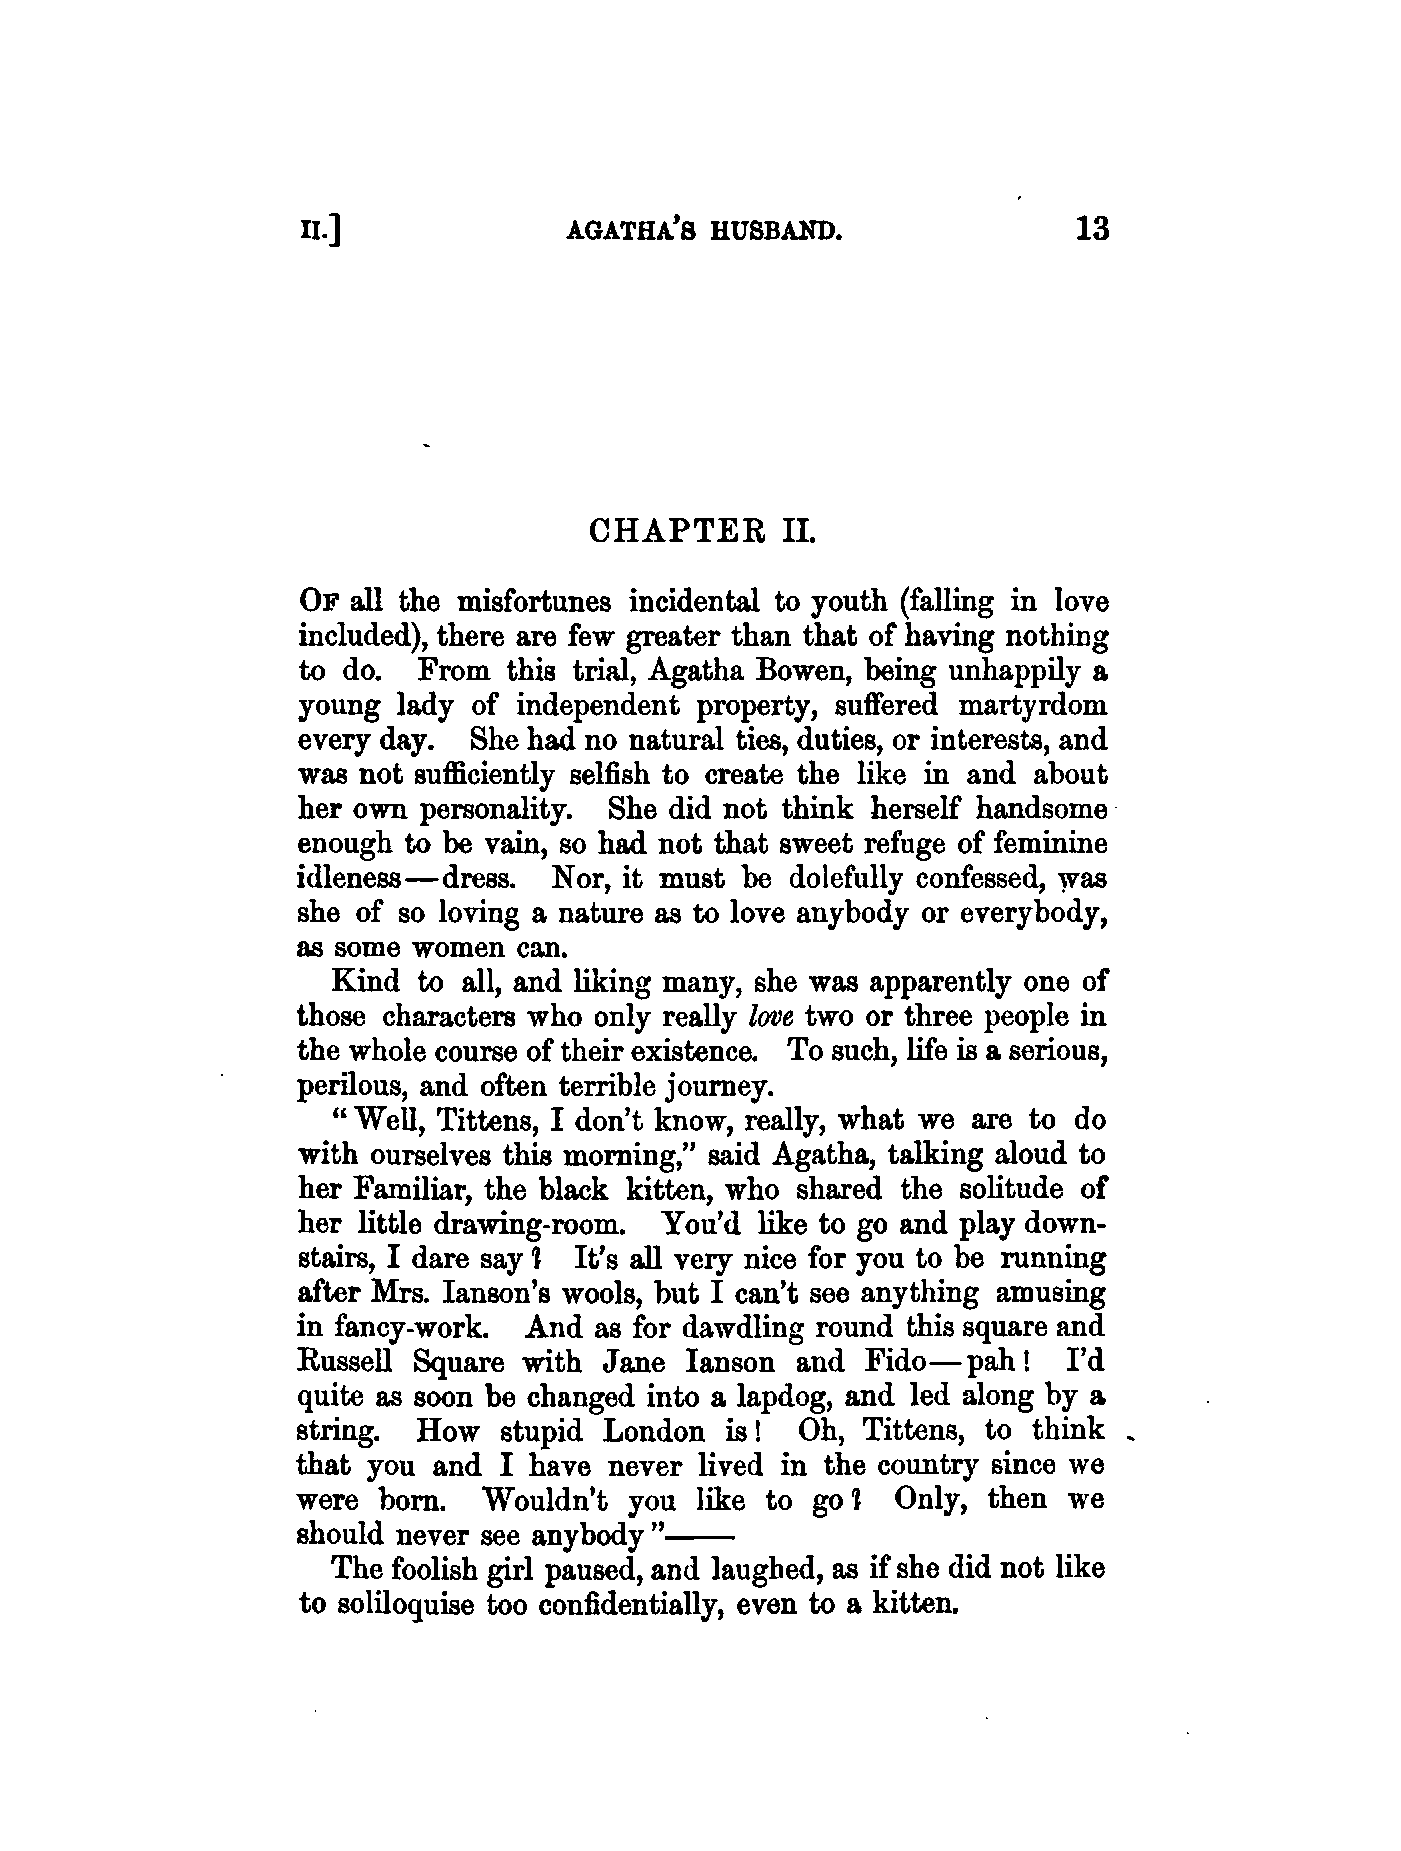 II.] AGATHA'S HUSBAND. 13
CHAPTER II.
OF all the misfortunes incidental to youth (falling in love
included), there are few greater than that of having nothing
to do. From this trial, Agatha Bowen, being unhappily a
young lady of independent property, suffered martyrdom
every day. She had no natural ties, duties, or interests, and
was not sufficiently selfish to create the like in and about
her own personality. She did not think herself handsome
enough to be vain, so had not that sweet refuge of feminine
idleness—dress. Nor, it must be dolefully confessed, was
she of so loving a nature as to love anybody or everybody,
as some women can.
Kind to all, and liking many, she was apparently one of
those characters who only really love two or three people in
the whole course of their existence. To such, life is a serious,
perilous, and often terrible journey.
"Well, Tittens, I don't know, really, what we are to do
with ourselves this morning," said Agatha, talking aloud to
her Familiar, the black kitten, who shared the solitude of
her little drawing-room. You'd like to go and play down-
stairs, I dare say? It's all very nice for you to be running
after Mrs. Ianson's wools, but I can't see anything amusing
in fancy-work. And as for dawdling round this square and
Russell Square with Jane Ianson and Fido—pah! I'd
quite as soon be changed into a lapdog, and led along by a
string. How stupid London is! Oh, Tittens, to think
that you and I have never lived in the country since we
were born. Wouldn't you like to go? Only, then we
should never see anybody"——
The foolish girl paused, and laughed, as if she did not like
to soliloquise too confidentially, even to a kitten.